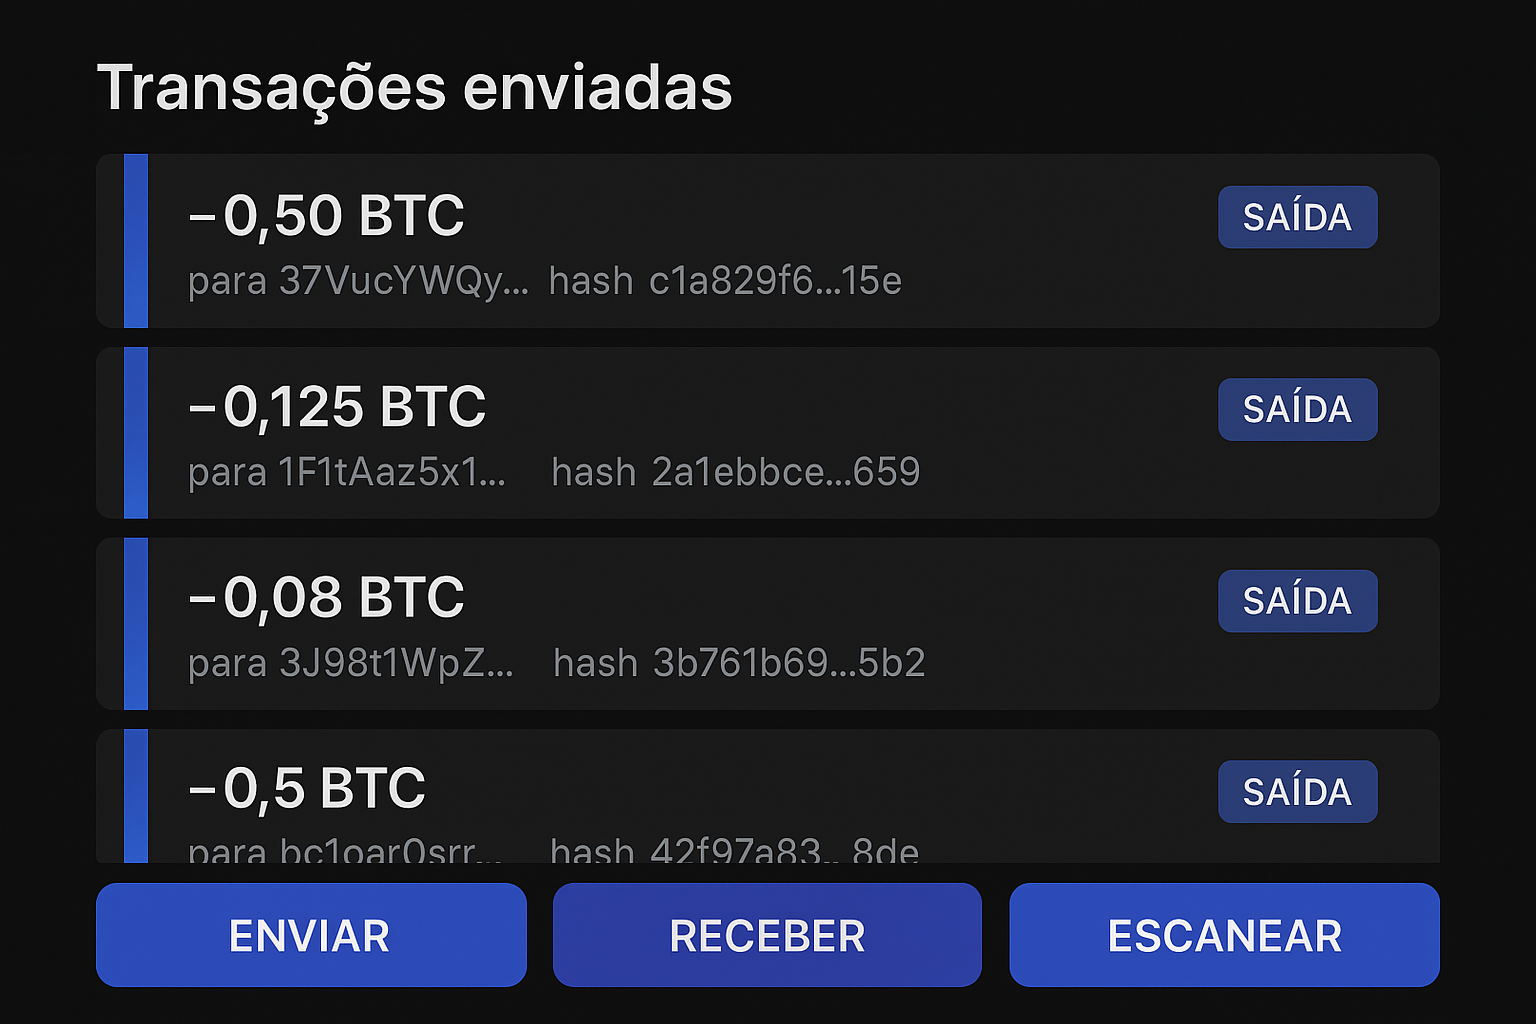 Transações enviadas
–0,50 BTC
SAÍDA
para 37VucYWQy... hash c1a829f6...15e
–0,125 BTC
SAÍDA
para 1F1tAaz5x1... hash 2a1ebbce...659
–0,08 BTC
SAÍDA
para 3J98t1WpZ... hash 3b761b69...5b2
–0,5 BTC
SAÍDA
para hash 42f97a83...8de
ENVIAR
RECEBER
ESCANEAR